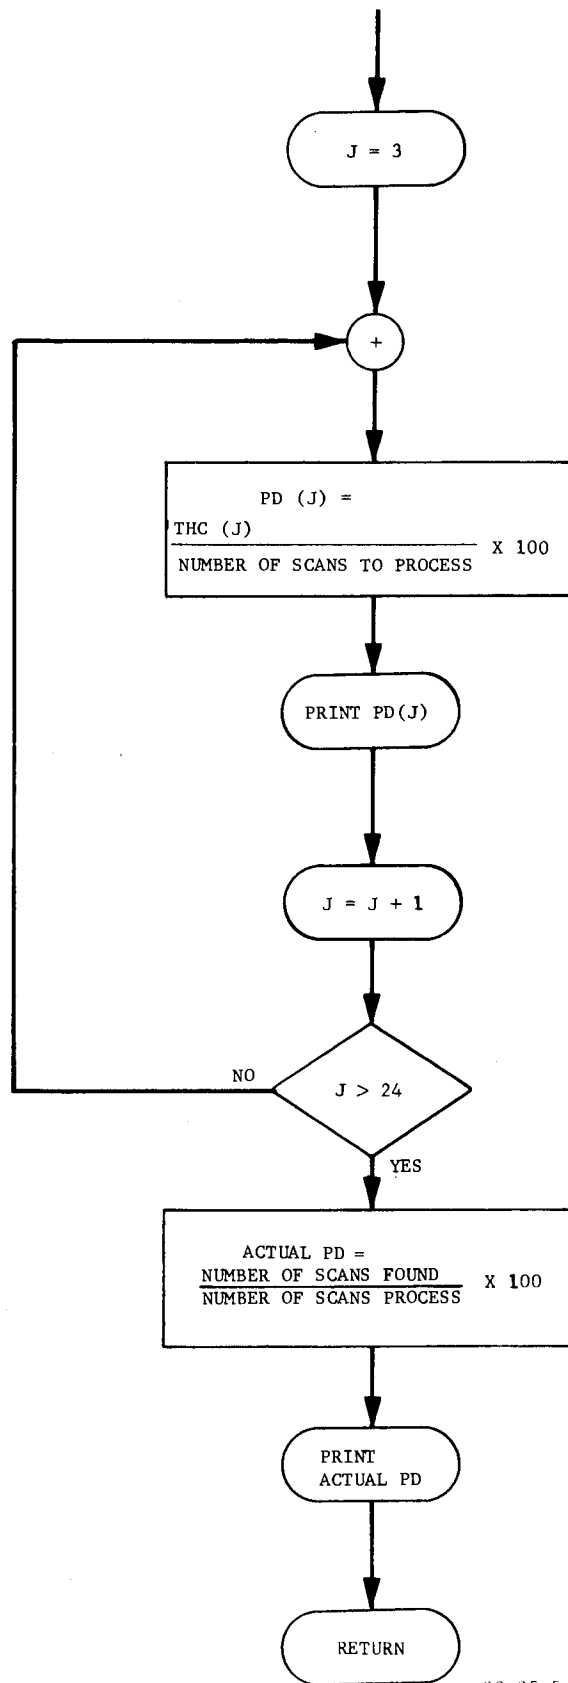 J = 3
+
PD (J) =
THC (J)
NUMBER OF SCANS TO PROCESS X 100
PRINT PD(J)
J = J + 1
J > 24
NO
YES
ACTUAL PD =
NUMBER OF SCANS FOUND
NUMBER OF SCANS PROCESS X 100
PRINT
ACTUAL PD
RETURN